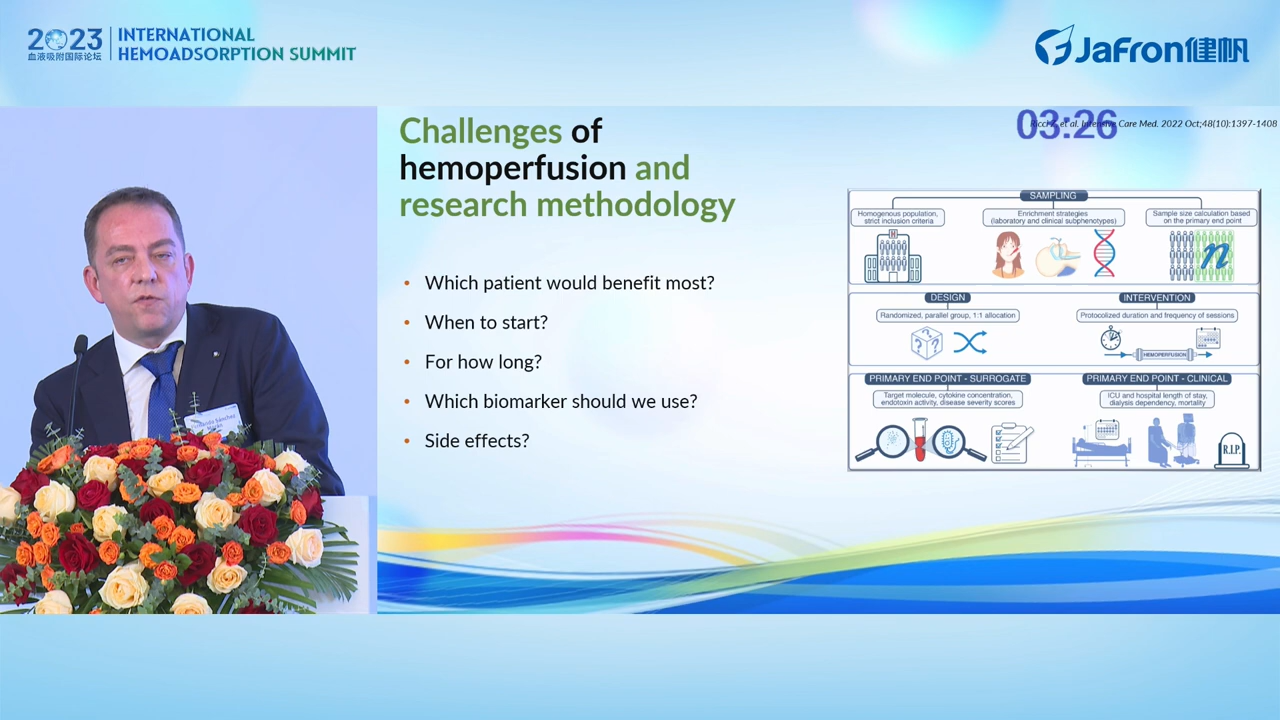 2023
血液吸附国际论坛
INTERNATIONAL
HEMOADSORPTION SUMMIT
JaFron健帆
03:26
Ricci Z, et al. Intensive Care Med. 2022 Oct;48(10):1397-1408
Challenges of
hemoperfusion and
research methodology
• Which patient would benefit most?
• When to start?
• For how long?
• Which biomarker should we use?
• Side effects?
SAMPLING
Homogenous population,
strict inclusion criteria
Enrichment strategies
(laboratory and clinical subphenotypes)
Sample size calculation based
on the primary end point
H
n
DESIGN
Randomized, parallel group, 1:1 allocation
INTERVENTION
Protocolized duration and frequency of sessions
HEMOPERFUSION
PRIMARY END POINT - SURROGATE
Target molecule, cytokine concentration,
endotoxin activity, disease severity scores
PRIMARY END POINT - CLINICAL
ICU and hospital length of stay,
dialysis dependency, mortality
R.I.P.
Sánchez